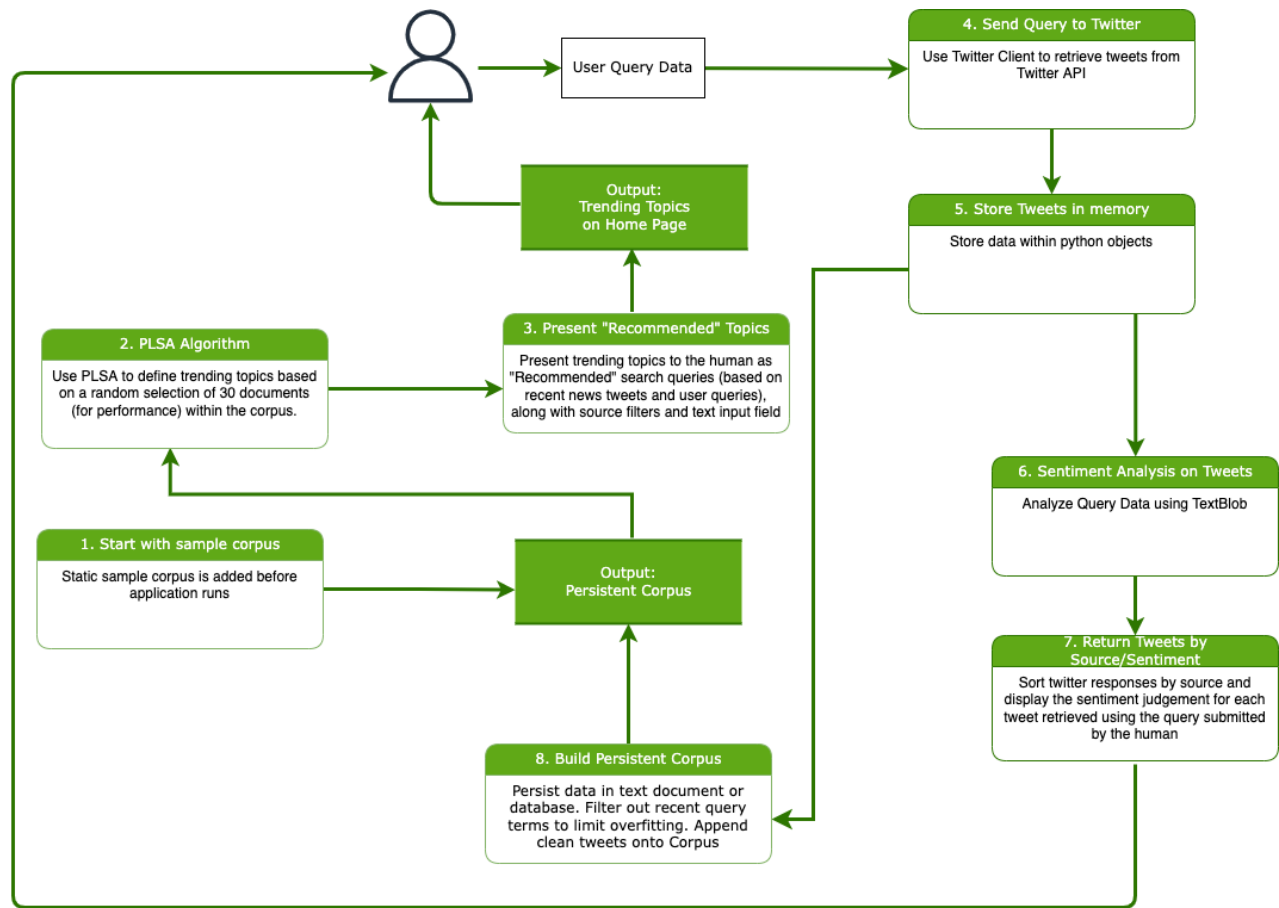 User Query Data
4. Send Query to Twitter
Use Twitter Client to retrieve tweets from
Twitter API
Output:
Trending Topics
on Home Page
5. Store Tweets in memory
Store data within python objects
3. Present "Recommended" Topics
Present trending topics to the human as
"Recommended" search queries (based on
recent news tweets and user queries),
along with source filters and text input field
2. PLSA Algorithm
Use PLSA to define trending topics based
on a random selection of 30 documents
(for performance) within the corpus.
6. Sentiment Analysis on Tweets
Analyze Query Data using TextBlob
1. Start with sample corpus
Static sample corpus is added before
application runs
Output:
Persistent Corpus
7. Return Tweets by
Source/Sentiment
Sort twitter responses by source and
display the sentiment judgement for each
tweet retrieved using the query submitted
by the human
8. Build Persistent Corpus
Persist data in text document or
database. Filter out recent query
terms to limit overfitting. Append
clean tweets onto Corpus